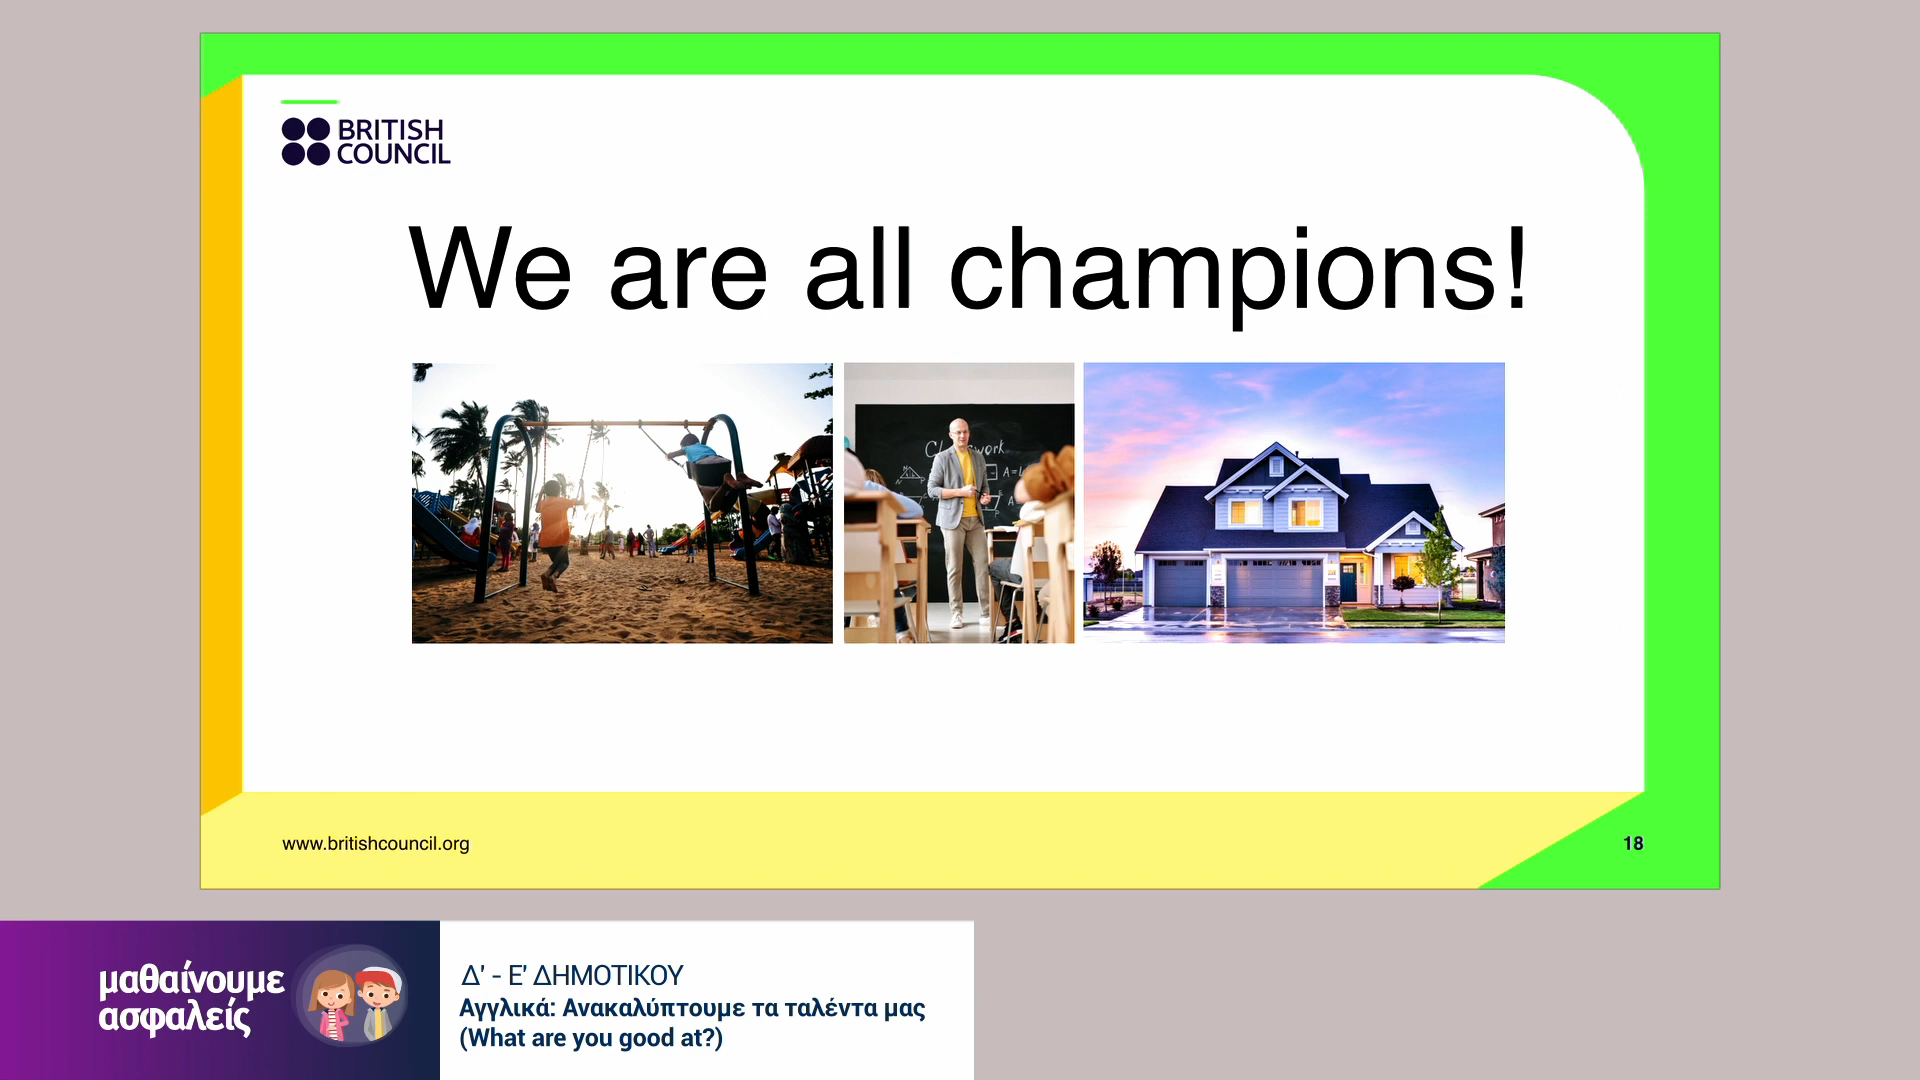 BRITISH
COUNCIL
We are all champions!
www.britishcouncil.org
18
μαθαίνουμε
ασφαλείς
Δ' - Ε' ΔΗΜΟΤΙΚΟΥ
Αγγλικά: Ανακαλύπτουμε τα ταλέντα μας
(What are you good at?)